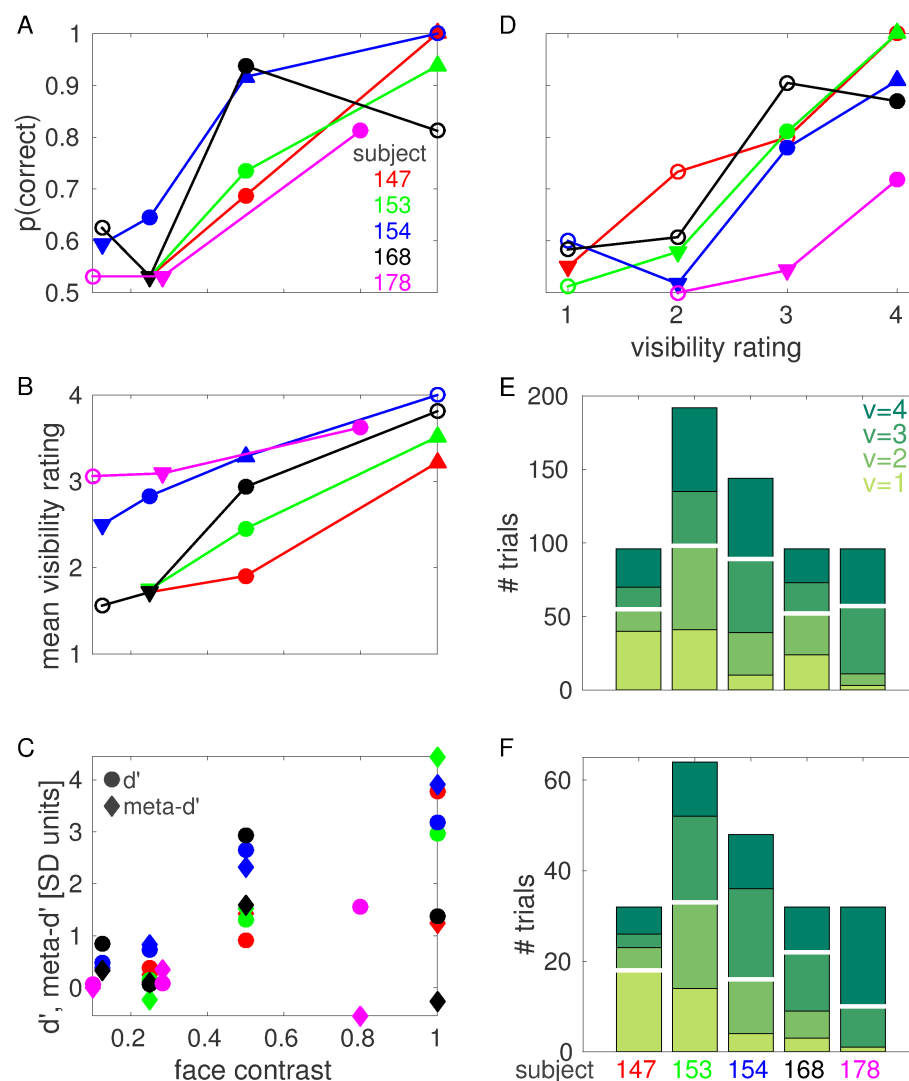 A
1
0.9
0.8
0.7
0.6
0.5
p(correct)
subject
147
153
154
168
178
B
4
3
2
1
mean visibility rating
C
4
3
2
1
0
d', meta-d' [SD units]
d'
meta-d'
0.2 0.4 0.6 0.8 1
face contrast
D
1 2 3 4
visibility rating
E
200
150
100
50
0
# trials
v=4
v=3
v=2
v=1
F
60
40
20
0
# trials
subject 147 153 154 168 178